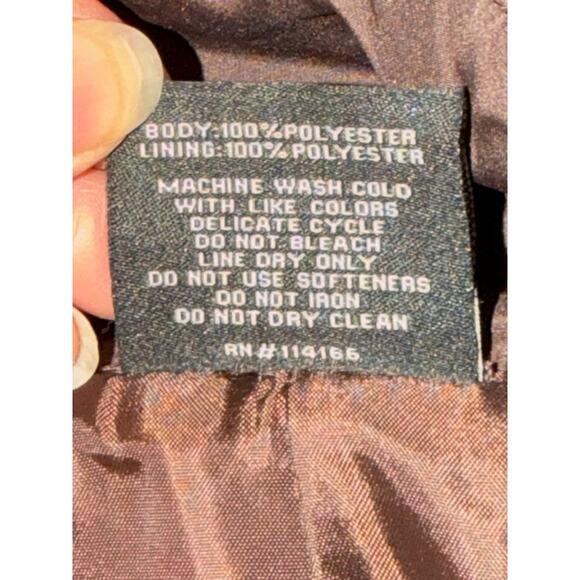 BODY:100%POLYESTER
LINING:100%POLYESTER
MACHINE WASH COLD
WITH LIKE COLORS
DELICATE CYCLE
DO NOT BLEACH
LINE DRY ONLY
DO NOT USE SOFTENERS
DO NOT IRON
DO NOT DRY CLEAN
RN#114166